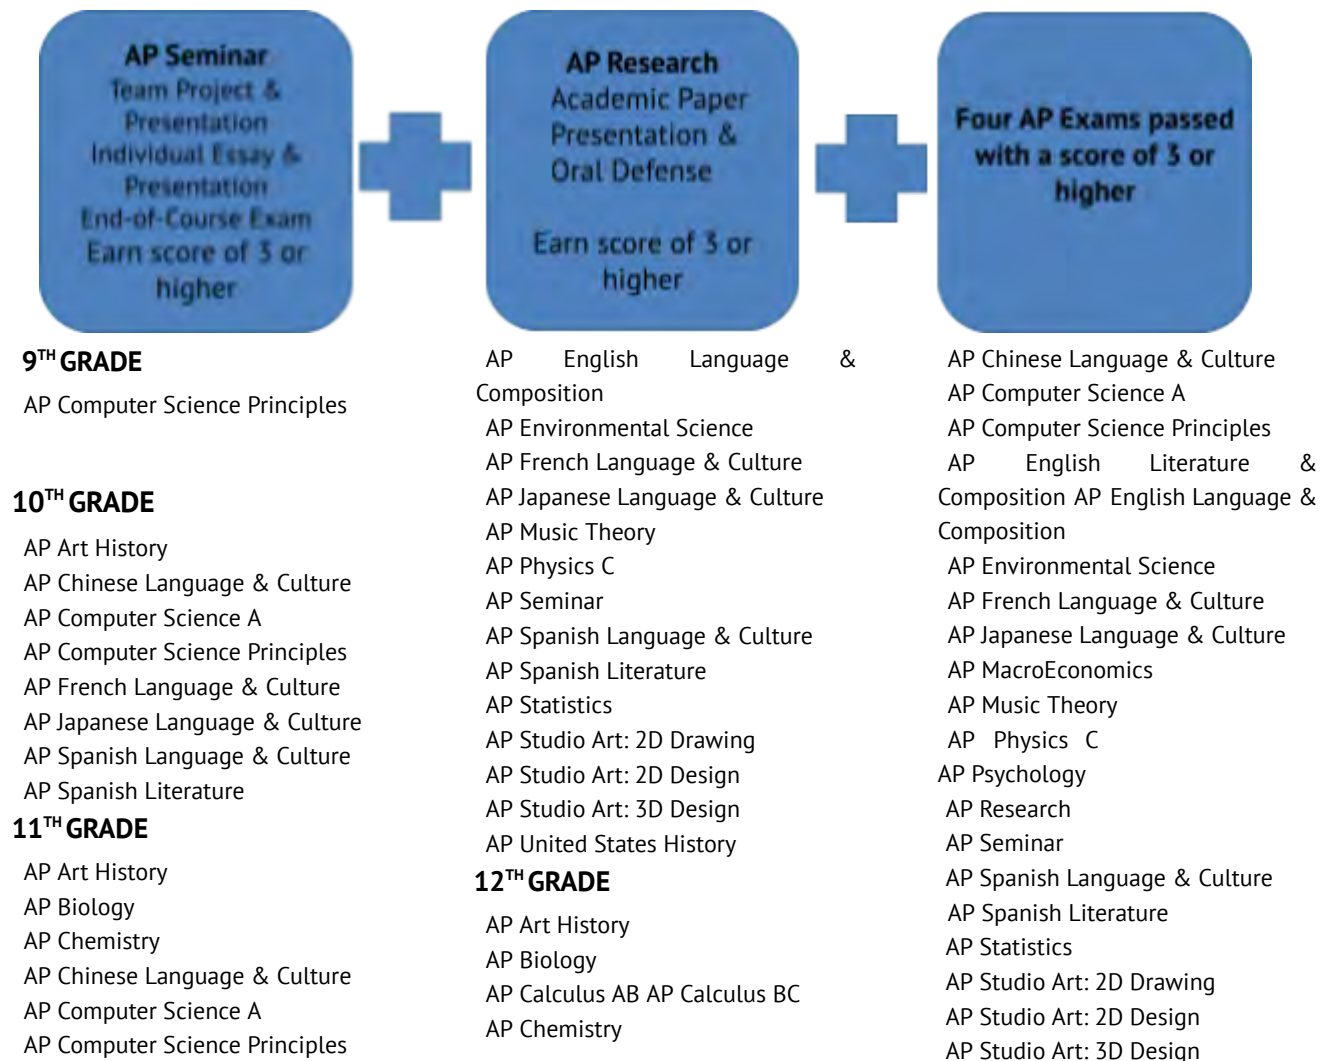 AP Seminar
Team Project &
Presentation
Individual Essay &
Presentation
End-of-Course Exam
Earn score of 3 or
higher
AP Research
Academic Paper
Presentation &
Oral Defense
Earn score of 3 or
higher
Four AP Exams passed
with a score of 3 or
higher
9TH GRADE
AP Computer Science Principles
10TH GRADE
AP Art History
AP Chinese Language & Culture
AP Computer Science A
AP Computer Science Principles
AP French Language & Culture
AP Japanese Language & Culture
AP Spanish Language & Culture
AP Spanish Literature
11TH GRADE
AP Art History
AP Biology
AP Chemistry
AP Chinese Language & Culture
AP Computer Science A
AP Computer Science Principles
AP English Language &
Composition
AP Environmental Science
AP French Language & Culture
AP Japanese Language & Culture
AP Music Theory
AP Physics C
AP Seminar
AP Spanish Language & Culture
AP Spanish Literature
AP Statistics
AP Studio Art: 2D Drawing
AP Studio Art: 2D Design
AP Studio Art: 3D Design
AP United States History
12TH GRADE
AP Art History
AP Biology
AP Calculus AB AP Calculus BC
AP Chemistry
AP Chinese Language & Culture
AP Computer Science A
AP Computer Science Principles
AP English Literature &
Composition AP English Language &
Composition
AP Environmental Science
AP French Language & Culture
AP Japanese Language & Culture
AP MacroEconomics
AP Music Theory
AP Physics C
AP Psychology
AP Research
AP Seminar
AP Spanish Language & Culture
AP Spanish Literature
AP Statistics
AP Studio Art: 2D Drawing
AP Studio Art: 2D Design
AP Studio Art: 3D Design